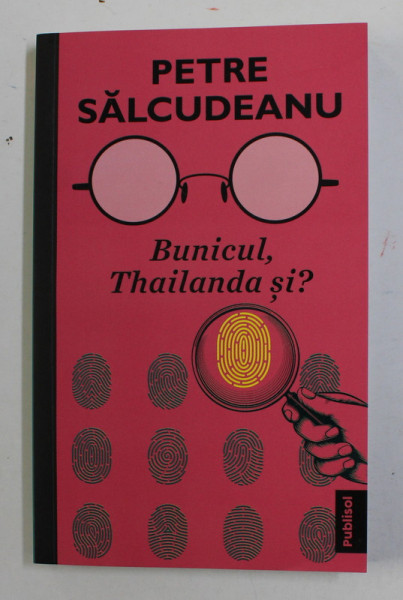 PETRE
SĂLCUDEANU
Bunicul,
Thailanda și?
Publisol